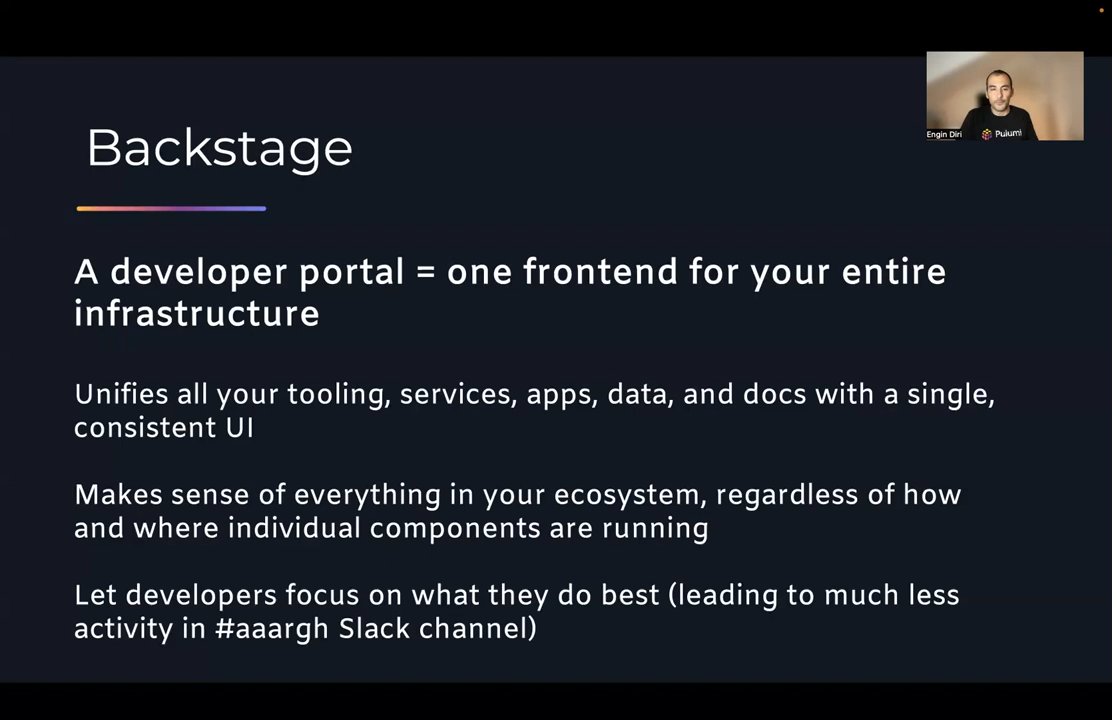 Backstage
Engin Diri
Pulumi
A developer portal = one frontend for your entire
infrastructure
Unifies all your tooling, services, apps, data, and docs with a single,
consistent UI
Makes sense of everything in your ecosystem, regardless of how
and where individual components are running
Let developers focus on what they do best (leading to much less
activity in #aaargh Slack channel)